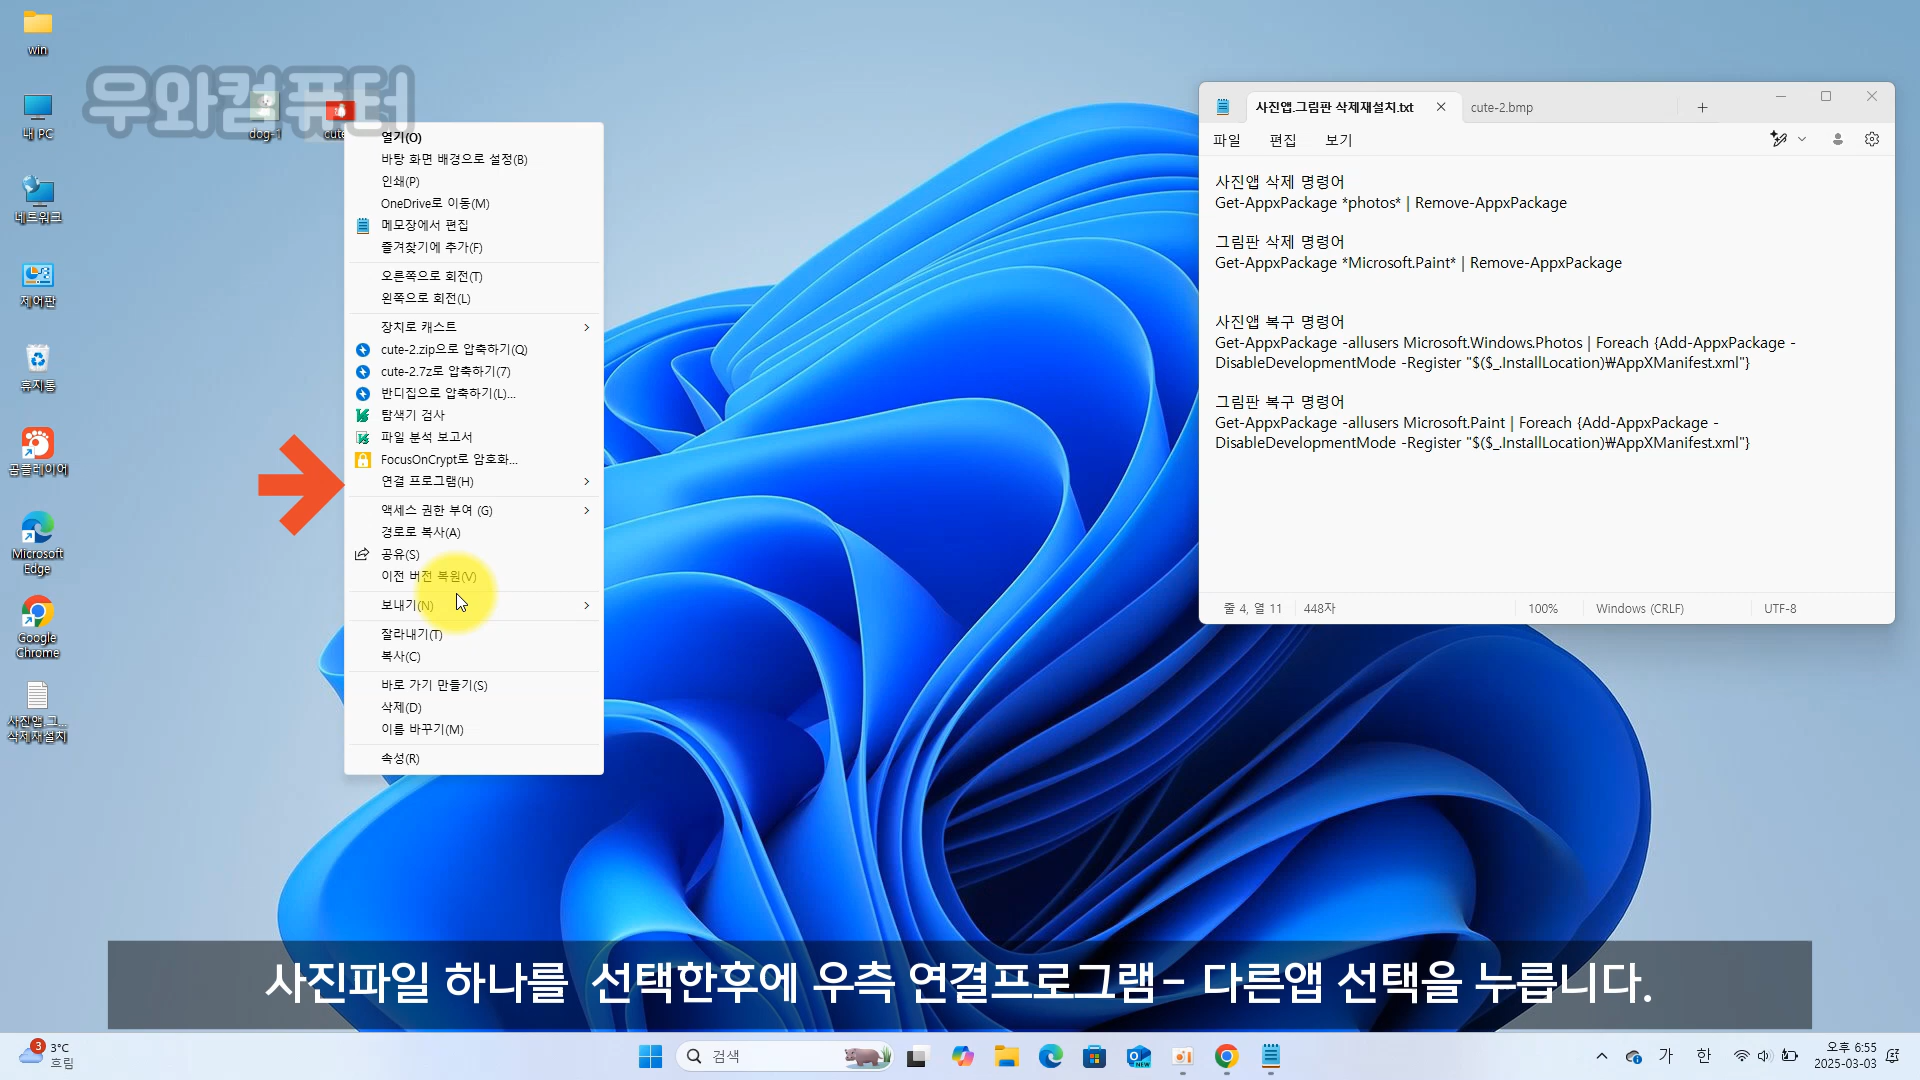 win
내 PC
네트워크
제어판
휴지통
곰플레이어
Microsoft
Edge
Google
Chrome
사진앱.그...
삭제재설치
우와컴퓨터
dog-1
cute
열기(O)
바탕 화면 배경으로 설정(B)
인쇄(P)
OneDrive로 이동(M)
메모장에서 편집
즐겨찾기에 추가(F)
오른쪽으로 회전(T)
왼쪽으로 회전(L)
장치로 캐스트
cute-2.zip으로 압축하기(Q)
cute-2.7z로 압축하기(7)
반디집으로 압축하기(L)...
탐색기 검사
파일 분석 보고서
FocusOnCrypt로 암호화...
연결 프로그램(H)
액세스 권한 부여 (G)
경로로 복사(A)
공유(S)
이전 버전 복원(V)
보내기(N)
잘라내기(T)
복사(C)
바로 가기 만들기(S)
삭제(D)
이름 바꾸기(M)
속성(R)
사진앱.그림판 삭제재설치.txt
cute-2.bmp
파일 편집 보기
사진앱 삭제 명령어
Get-AppxPackage *photos* | Remove-AppxPackage
그림판 삭제 명령어
Get-AppxPackage *Microsoft.Paint* | Remove-AppxPackage
사진앱 복구 명령어
Get-AppxPackage -allusers Microsoft.Windows.Photos | Foreach {Add-AppxPackage -
DisableDevelopmentMode -Register "$($_.InstallLocation)₩AppXManifest.xml"}
그림판 복구 명령어
Get-AppxPackage -allusers Microsoft.Paint | Foreach {Add-AppxPackage -
DisableDevelopmentMode -Register "$($_.InstallLocation)₩AppXManifest.xml"}
줄 4, 열 11 448자 100% Windows (CRLF) UTF-8
사진파일 하나를 선택한후에 우측 연결프로그램- 다른앱 선택을 누릅니다.
3
3°C
흐림
검색
NEW
가
한
오후 6:55
2025-03-03